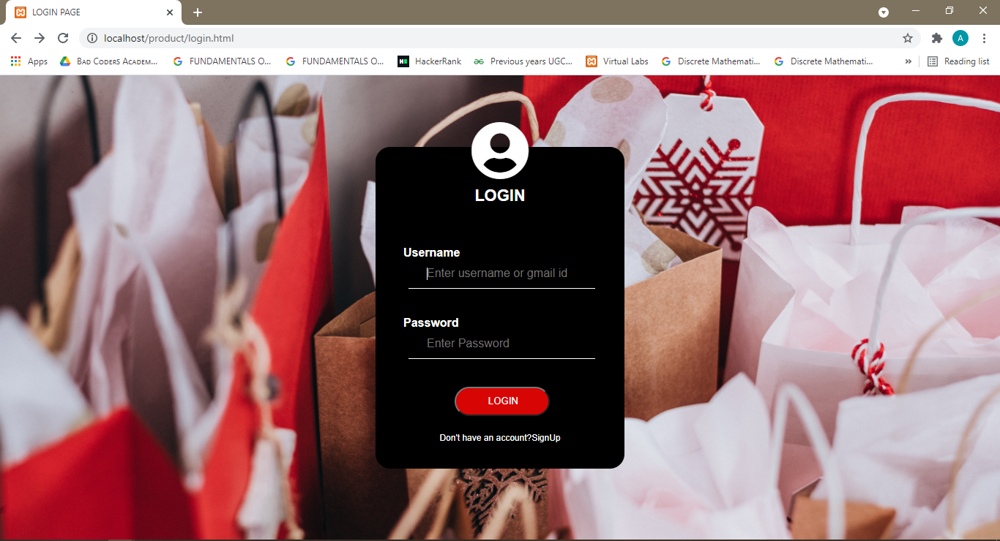 LOGIN PAGE
localhost/product/login.html
Apps
BAD CODERS ACADEM...
FUNDAMENTALS O...
FUNDAMENTALS O...
HackerRank
Previous years UGC...
Virtual Labs
Discrete Mathemati...
Discrete Mathemati...
Reading list
A
LOGIN
Username
Enter username or gmail id
Password
Enter Password
LOGIN
Don't have an account?SignUp